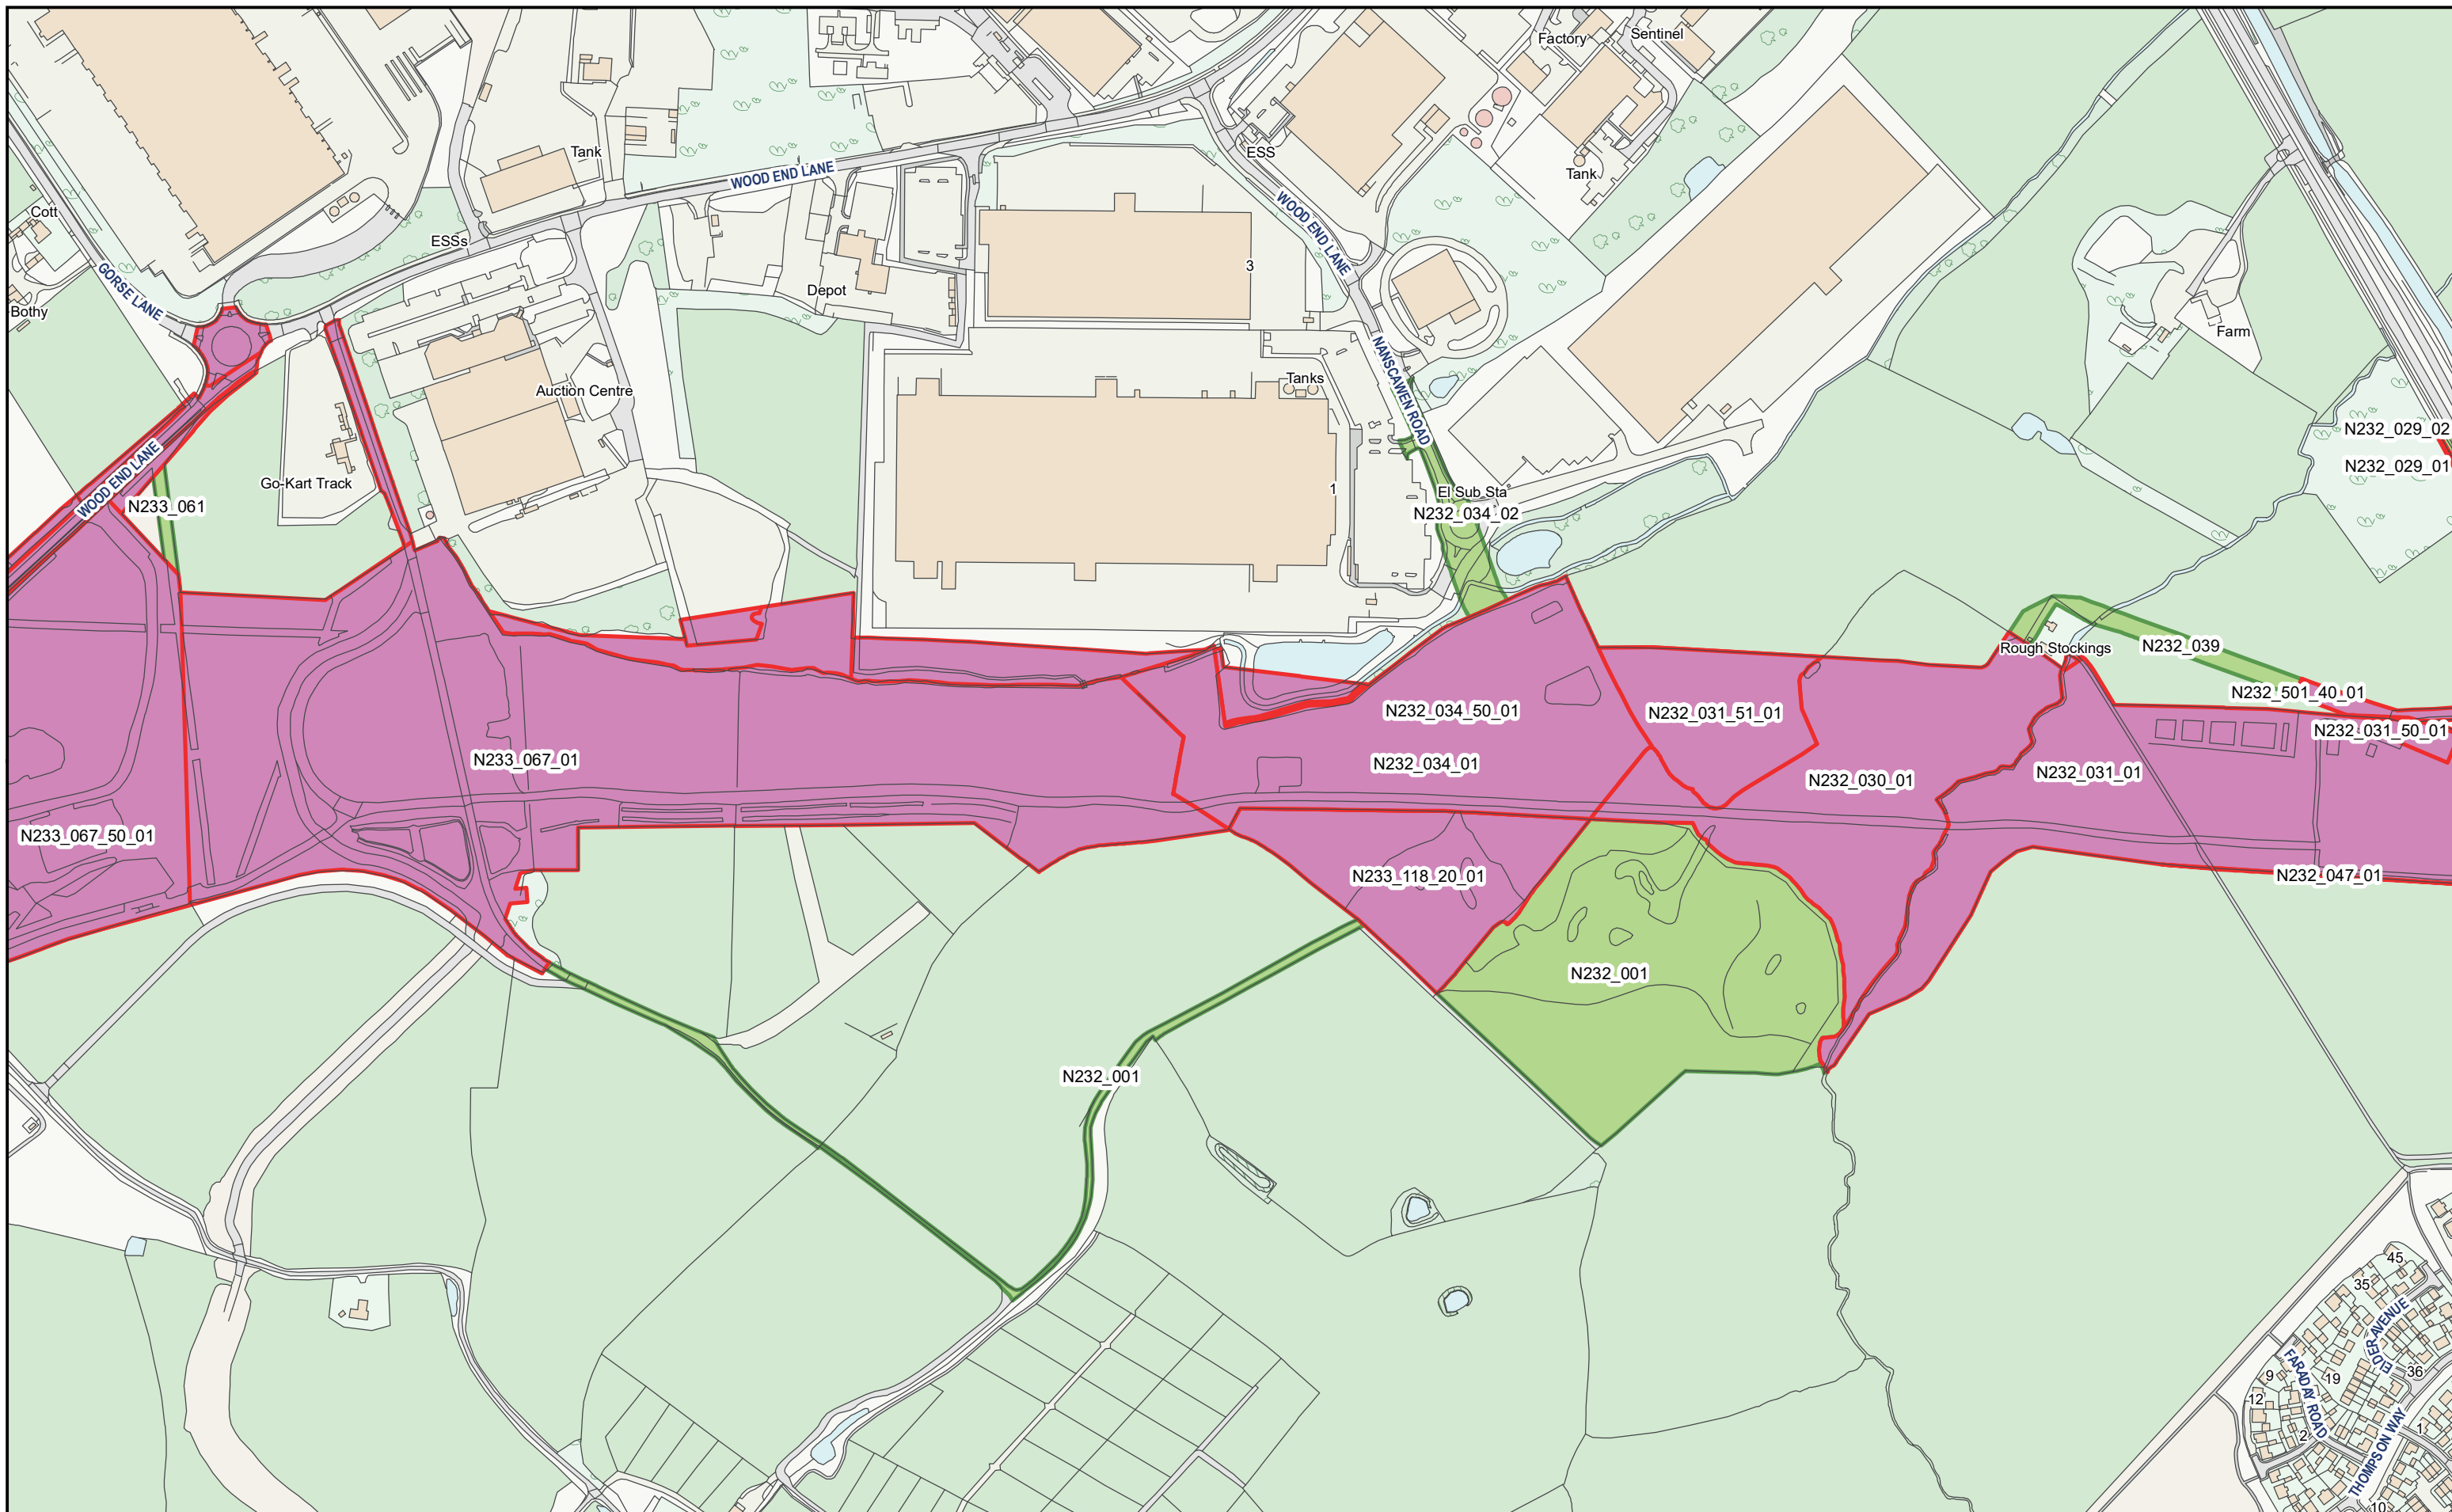 Factory
Sentinel
Tank
WOOD END LANE
ESS
Tank
Cott
WOOD END LANE
ESSs
GORSE LANE
3
Depot
Bothy
Farm
NANSCAWEN ROAD
Tanks
Auction Centre
N232_029_02
WOOD END LANE
N232_029_01
Go-Kart Track
1
El Sub Sta
N233_061
N232_034_02
Rough Stockings
N232_039
N232_501_40_01
N232_034_50_01
N232_031_51_01
N232_031_50_01
N233_067_01
N232_034_01
N232_030_01
N232_031_01
N233_067_50_01
N233_118_20_01
N232_047_01
N232_001
N232_001
45
35
ELDER AVENUE
36
9
19
FARADAY ROAD
12
2
1
THOMPSON WAY
10